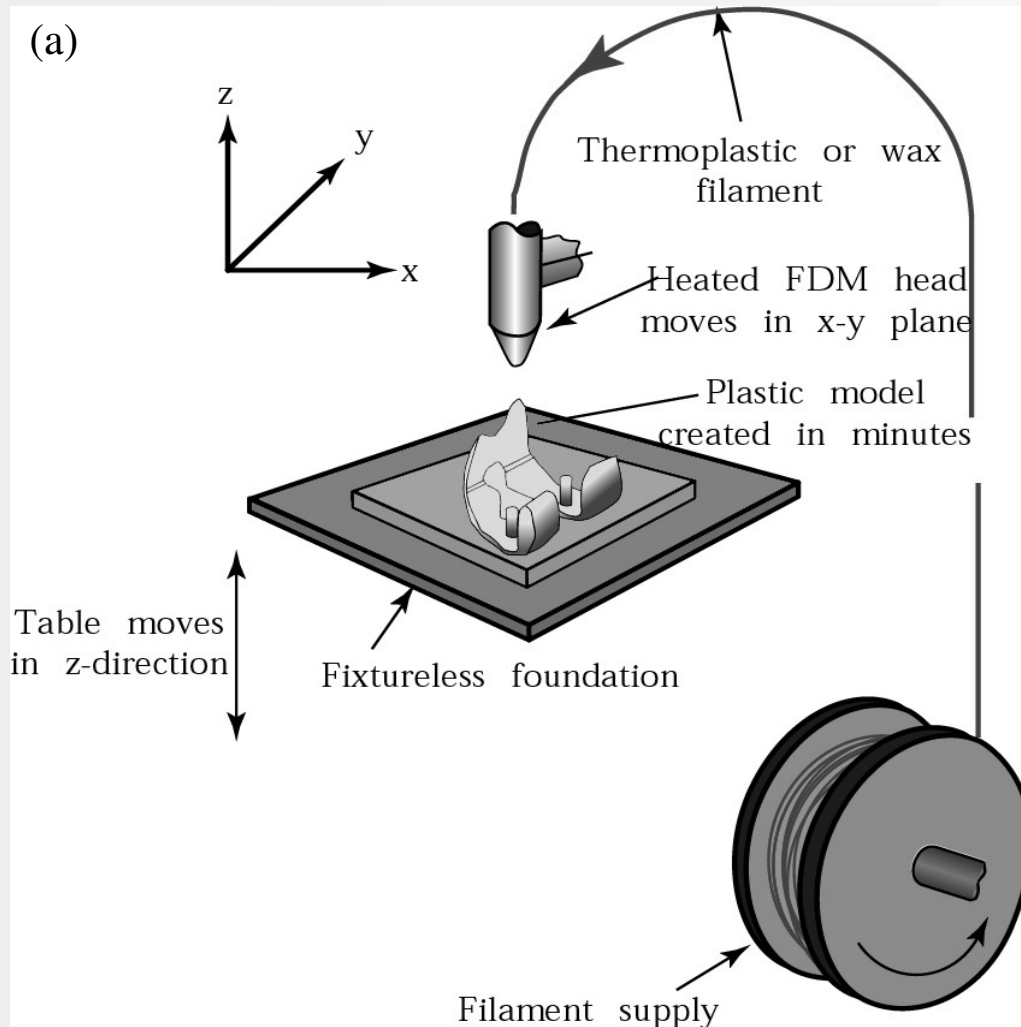 (a)
z
y
x
Thermoplastic or wax
filament
Heated FDM head
moves in x-y plane
Plastic model
created in minutes
Table moves
in z-direction
Fixtureless foundation
Filament supply